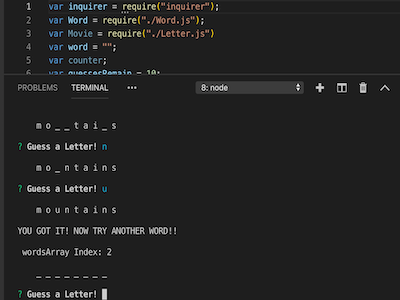 1 var inquirer = require("inquirer");
2 var Word = require("./Word.js");
3 var Movie = require("./Letter.js")
4 var word = "";
5 var counter;
6 var guessesRemain = 10;
PROBLEMS TERMINAL ••• 8: node
m o _ _ t a i _ s
? Guess a Letter! n
m o _ n t a i n s
? Guess a Letter! u
m o u n t a i n s
YOU GOT IT! NOW TRY ANOTHER WORD!!
wordsArray Index: 2
_ _ _ _ _ _ _ _
? Guess a Letter!